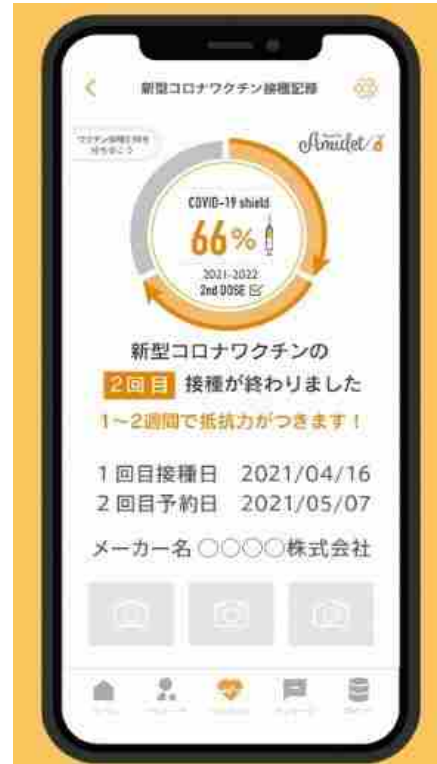 新型コロナワクチン接種記録
Amulet
COVID-19 shield
66%
2021-2022
2nd DOSE
新型コロナワクチンの
2回目 接種が終わりました
1~2週間で抵抗力がつきます!
1回目接種日 2021/04/16
2回目予約日 2021/05/07
メーカー名 〇〇〇〇株式会社